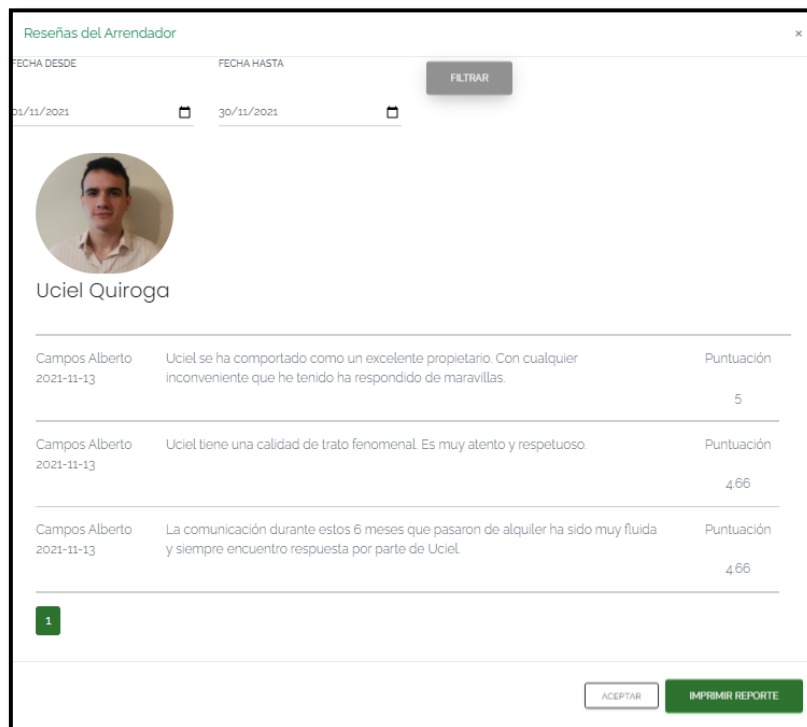 Reseñas del Arrendador
×
FECHA DESDE
FECHA HASTA
FILTRAR
01/11/2021
30/11/2021
Uciel Quiroga
Campos Alberto
2021-11-13
Uciel se ha comportado como un excelente propietario. Con cualquier
inconveniente que he tenido ha respondido de maravillas.
Puntuación
5
Campos Alberto
2021-11-13
Uciel tiene una calidad de trato fenomenal. Es muy atento y respetuoso.
Puntuación
4.66
Campos Alberto
2021-11-13
La comunicación durante estos 6 meses que pasaron de alquiler ha sido muy fluida
y siempre encuentro respuesta por parte de Uciel.
Puntuación
4.66
1
ACEPTAR
IMPRIMIR REPORTE